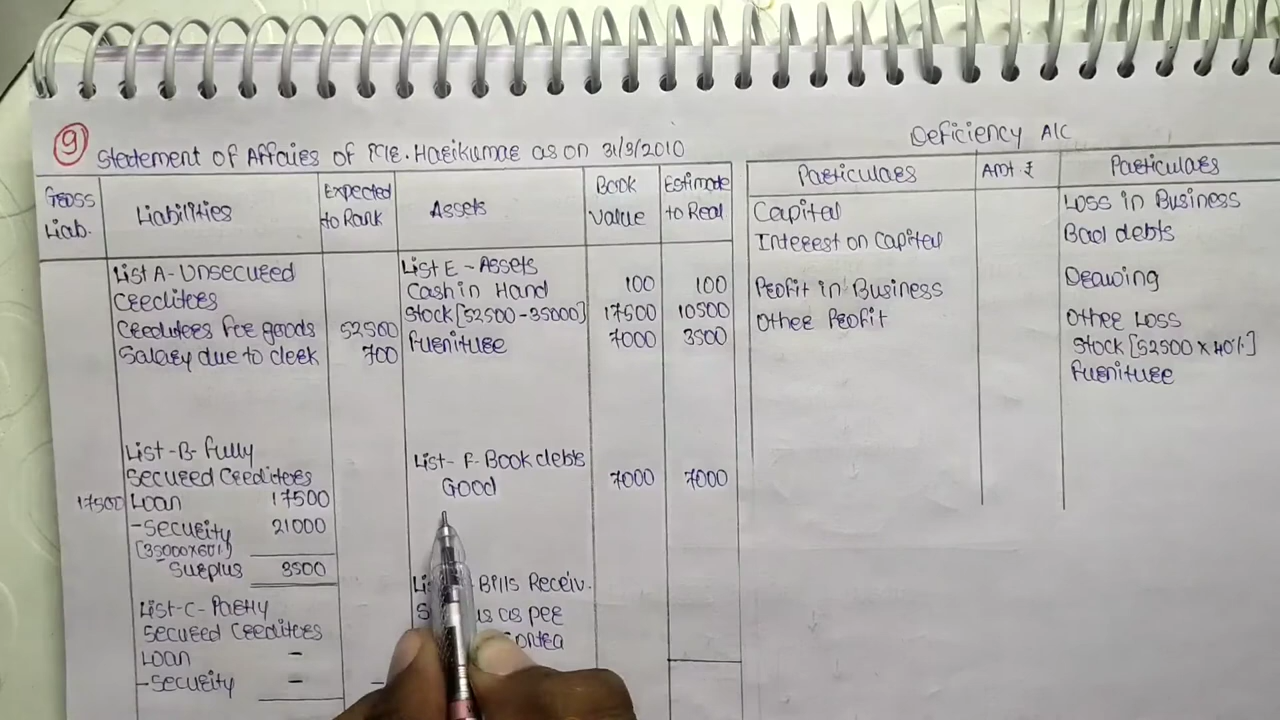 9
Statement of Affairs of Mr. Harikumar as on 31/3/2010
Gross Liab.
Liabilities
Expected to Rank
Assets
Book Value
Estimate to Real
List A - Unsecured
Creditors
Creditors for goods 52500
Salary due to clerk 700
List - B - Fully
Secured Creditors
17500 Loan 17500
- Security 21000
[35000x60%]
Surplus 3500
List - C - Partly
Secured Creditors
Loan -
- Security - -
List E - Assets
Cash in Hand 100 100
Stock [52500 - 35000] 17500 10500
Furniture 7000 3500
List - F - Book debts
Good 7000 7000
Bills Receiv.
as per
Deficiency A/C
Particulars
Amt. ₹
Particulars
Capital
Interest on Capital
Profit in Business
Other Profit
Loss in Business
Bad debts
Drawing
Other Loss
Stock [52500 x 40%]
Furniture